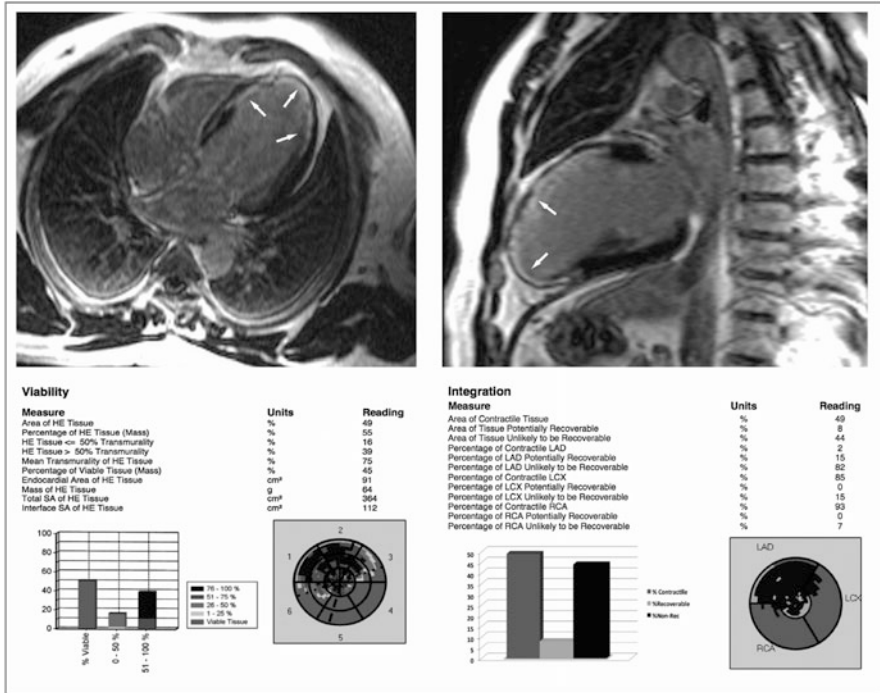 Viability
Measure Units Reading
Area of HE Tissue % 49
Percentage of HE Tissue (Mass) % 55
HE Tissue <= 50% Transmurality % 16
HE Tissue > 50% Transmurality % 39
Mean Transmurality of HE Tissue % 75
Percentage of Viable Tissue (Mass) % 45
Endocardial Area of HE Tissue cm² 91
Mass of HE Tissue g 64
Total SA of HE Tissue cm² 364
Interface SA of HE Tissue cm² 112
100
80
60
40
20
0
% Viable
0 - 50 %
51 - 100 %
76 - 100 %
51 - 75 %
26 - 50 %
1 - 25 %
Viable Tissue
2
1 3
6 4
5
Integration
Measure Units Reading
Area of Contractile Tissue % 49
Area of Tissue Potentially Recoverable % 8
Area of Tissue Unlikely to be Recoverable % 44
Percentage of Contractile LAD % 2
Percentage of LAD Potentially Recoverable % 15
Percentage of LAD Unlikely to be Recoverable % 82
Percentage of Contractile LCX % 85
Percentage of LCX Potentially Recoverable % 0
Percentage of LCX Unlikely to be Recoverable % 15
Percentage of Contractile RCA % 93
Percentage of RCA Potentially Recoverable % 0
Percentage of RCA Unlikely to be Recoverable % 7
50
45
40
35
30
25
20
15
10
5
0
% Contractile
%Recoverable
%Non-Rec
LAD
LCX
RCA